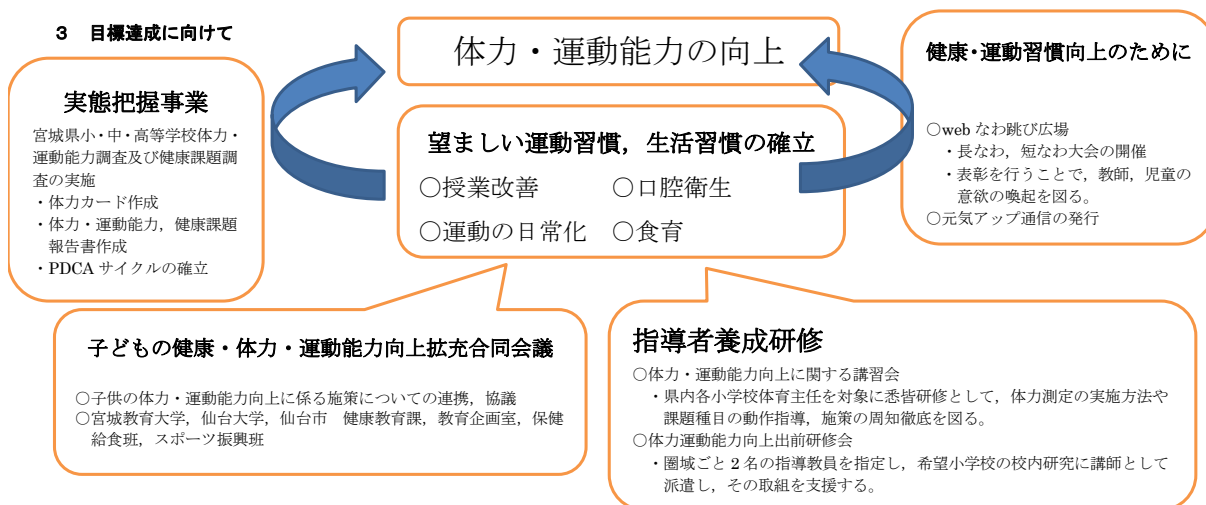 ３　目標達成に向けて
体力・運動能力の向上
実態把握事業
宮城県小・中・高等学校体力・
運動能力調査及び健康課題調
査の実施
・体力カード作成
・体力・運動能力，健康課題
報告書作成
・PDCA サイクルの確立
望ましい運動習慣，生活習慣の確立
○授業改善　○口腔衛生
○運動の日常化　○食育
健康・運動習慣向上のために
○web なわ跳び広場
・長なわ，短なわ大会の開催
・表彰を行うことで，教師，児童の
意欲の喚起を図る。
○元気アップ通信の発行
子どもの健康・体力・運動能力向上拡充合同会議
○子供の体力・運動能力向上に係る施策についての連携，協議
○宮城教育大学，仙台大学，仙台市　健康教育課，教育企画室，保健
給食班，スポーツ振興班
指導者養成研修
○体力・運動能力向上に関する講習会
・県内各小学校体育主任を対象に悉皆研修として，体力測定の実施方法や
課題種目の動作指導，施策の周知徹底を図る。
○体力運動能力向上出前研修会
・圏域ごと 2 名の指導教員を指定し，希望小学校の校内研究に講師として
派遣し，その取組を支援する。